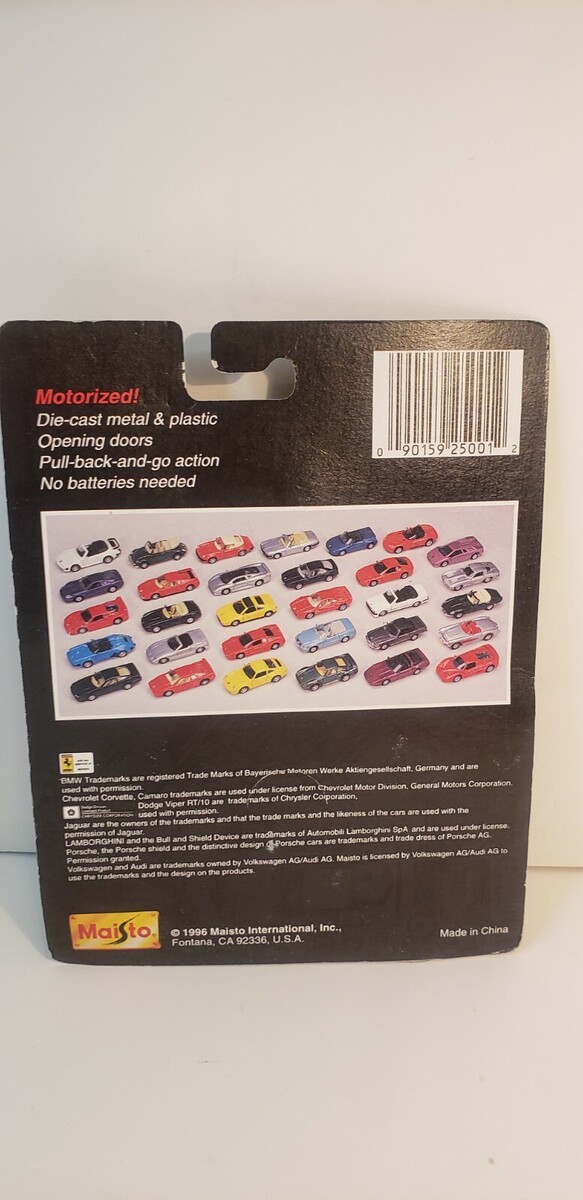 Motorized!
Die-cast metal & plastic
Opening doors
Pull-back-and-go action
No batteries needed
0 90159 25001 2
BMW Trademarks are registered Trade Marks of Bayerische Motoren Werke Aktiengesellschaft, Germany and are
used with permission.
Chevrolet Corvette, Camaro trademarks are used under license from Chevrolet Motor Division, General Motors Corporation.
Dodge Viper RT/10 are trademarks of Chrysler Corporation,
CHRYSLER CORPORATION used with permission.
Jaguar are the owners of the trademarks and that the trade marks and the likeness of the cars are used with the
permission of Jaguar.
LAMBORGHINI and the Bull and Shield Device are trademarks of Automobili Lamborghini SpA and are used under license.
Porsche, the Porsche shield and the distinctive design of Porsche cars are trademarks and trade dress of Porsche AG.
Permission granted.
Volkswagen and Audi are trademarks owned by Volkswagen AG/Audi AG. Maisto is licensed by Volkswagen AG/Audi AG to
use the trademarks and the design on the products.
Maisto.
© 1996 Maisto International, Inc.,
Fontana, CA 92336, U.S.A.
Made in China